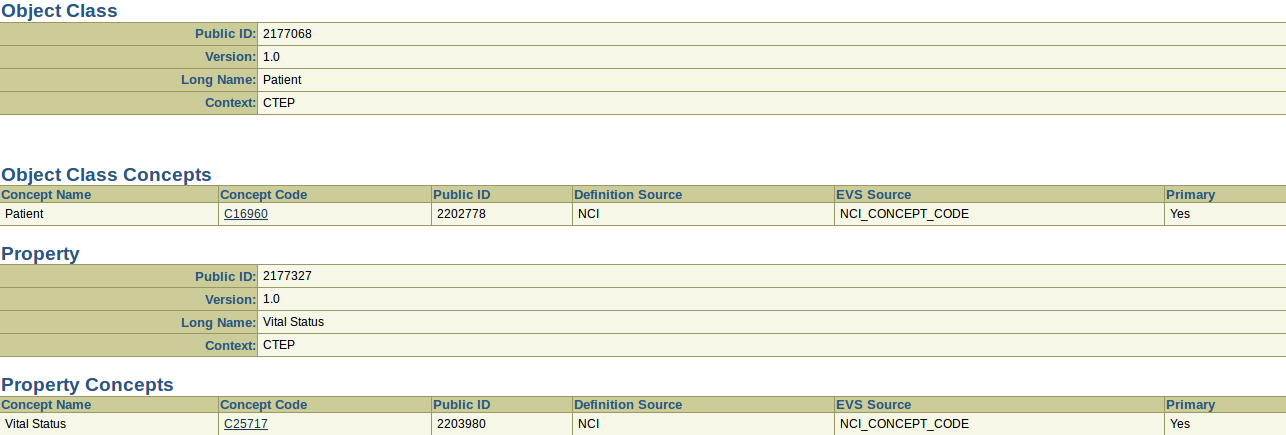 Object Class
Public ID: 2177068
Version: 1.0
Long Name: Patient
Context: CTEP
Object Class Concepts
Concept Name Concept Code Public ID Definition Source EVS Source Primary
Patient C16960 2202778 NCI NCI_CONCEPT_CODE Yes
Property
Public ID: 2177327
Version: 1.0
Long Name: Vital Status
Context: CTEP
Property Concepts
Concept Name Concept Code Public ID Definition Source EVS Source Primary
Vital Status C25717 2203980 NCI NCI_CONCEPT_CODE Yes